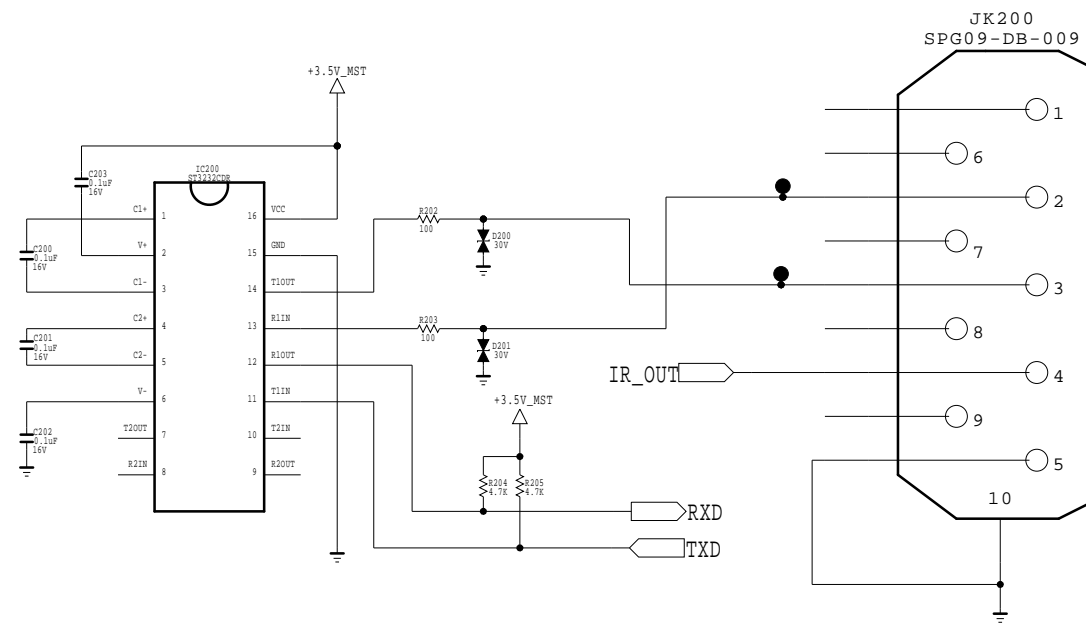 JK200
SPG09-DB-009
+3.5V_MST
1
6
2
7
3
8
4
9
5
10
C203
0.1uF
16V
IC200
ST3232CDR
C1+ 1 16 VCC
V+ 2 15 GND
C1- 3 14 T1OUT
C2+ 4 13 R1IN
C2- 5 12 R1OUT
V- 6 11 T1IN
T2OUT 7 10 T2IN
R2IN 8 9 R2OUT
C200
0.1uF
16V
C201
0.1uF
16V
C202
0.1uF
16V
R202
100
D200
30V
R203
100
D201
30V
IR_OUT
+3.5V_MST
R204
4.7K
R205
4.7K
RXD
TXD